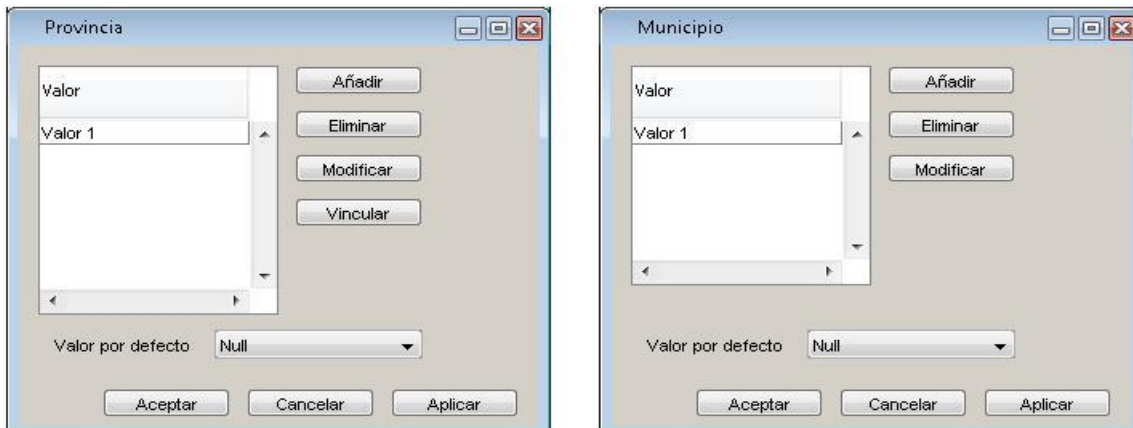 Provincia
Valor
Valor 1
Añadir
Eliminar
Modificar
Vincular
Valor por defecto Null
Aceptar Cancelar Aplicar
Municipio
Valor
Valor 1
Añadir
Eliminar
Modificar
Valor por defecto Null
Aceptar Cancelar Aplicar